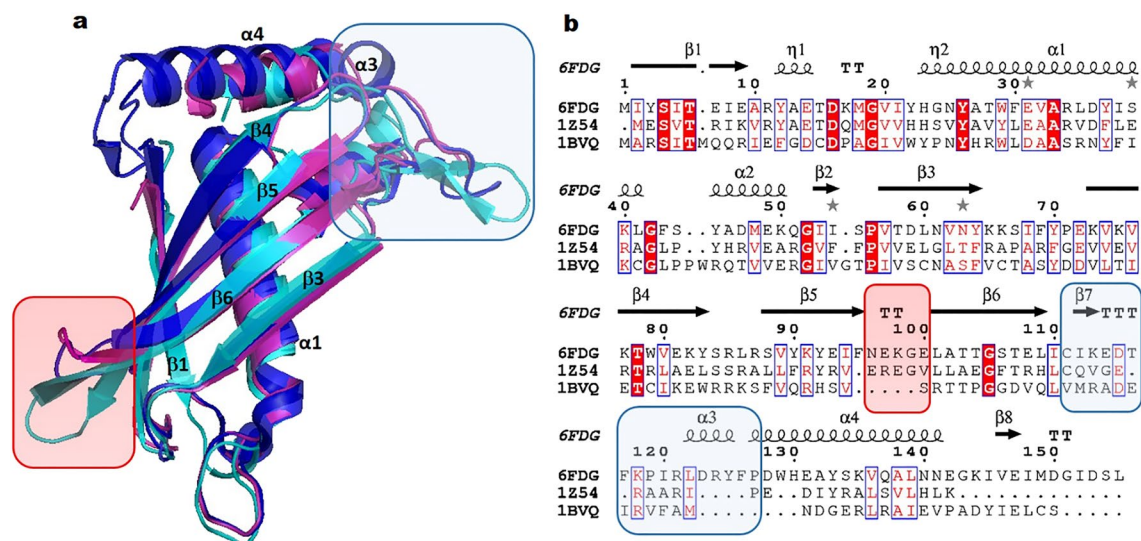 a
α4
α3
β4
β5
β6
β3
α1
β1
b
β1 η1 η2 α1
6FDG TT
1 10 20 30
6FDG MIYSIT.EIEARYAETDKMGVIYHGNYATWFEVARLDYIS
1Z54 .MESVT.RIKVRYAETDQMGVVHHSVYAVYLEAARVDFLE
1BVQ MARSITMQQRIEFGDCDPAGIVWYPNYHRWLDAASRNYFI
α2 β2 β3
6FDG
40 50 60 70
6FDG KLGFS..YADMEKQGII.SPVTDLNVNYKKSIFYPEKVKV
1Z54 RAGLP..YHRVEARGVF.FPVVELGLTFRAPARFGEVVEV
1BVQ KCGLPPWRQTVVERGIVGTPIVSCNASFVCTASYDDVLTI
β4 β5 β6 β7
6FDG TT TTT
80 90 100 110
6FDG KTWVEKYSRLRSVYKYEIFNEKGELATTGSTELICIKEDT
1Z54 RTRLAELSSRALLFRYRVEREGVLLAEGFTRHLCQVGED.
1BVQ ETCIKEWRRKSFVQRHSV....SRTTPGGDVQLVMRADE
α3 α4 β8
6FDG TT
120 130 140 150
6FDG FKPIRLDRYFPDWHEAYSKVQALNNEGKIVEIMDGIDSL
1Z54 .RAARI....PE..DIYRALSVLHLK.............
1BVQ IRVFAM.....NDGERLRAIEVPADYIELCS.....